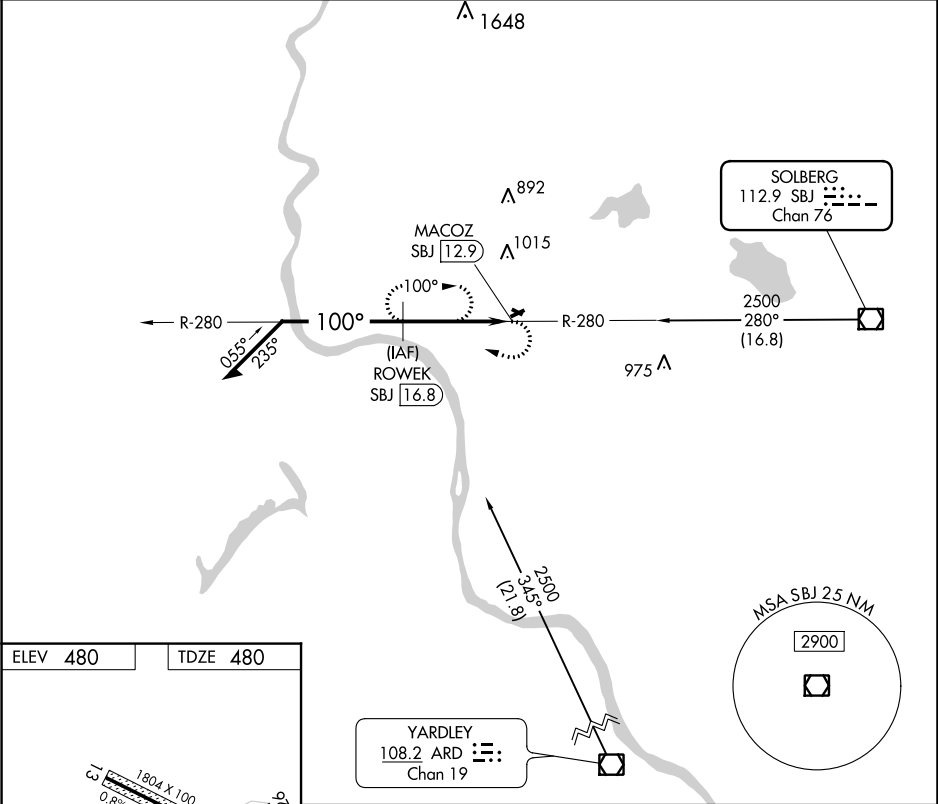 1648
SOLBERG
112.9 SBJ
Chan 76
892
MACOZ
SBJ 12.9
1015
100°
2500
R-280
100°
R-280
280°
(16.8)
055°
235°
(IAF)
ROWEK
SBJ 16.8
975
2500
345°
(21.8)
MSA SBJ 25 NM
2900
ELEV 480
TDZE 480
YARDLEY
108.2 ARD
Chan 19
13
1804 X 100
0.8%